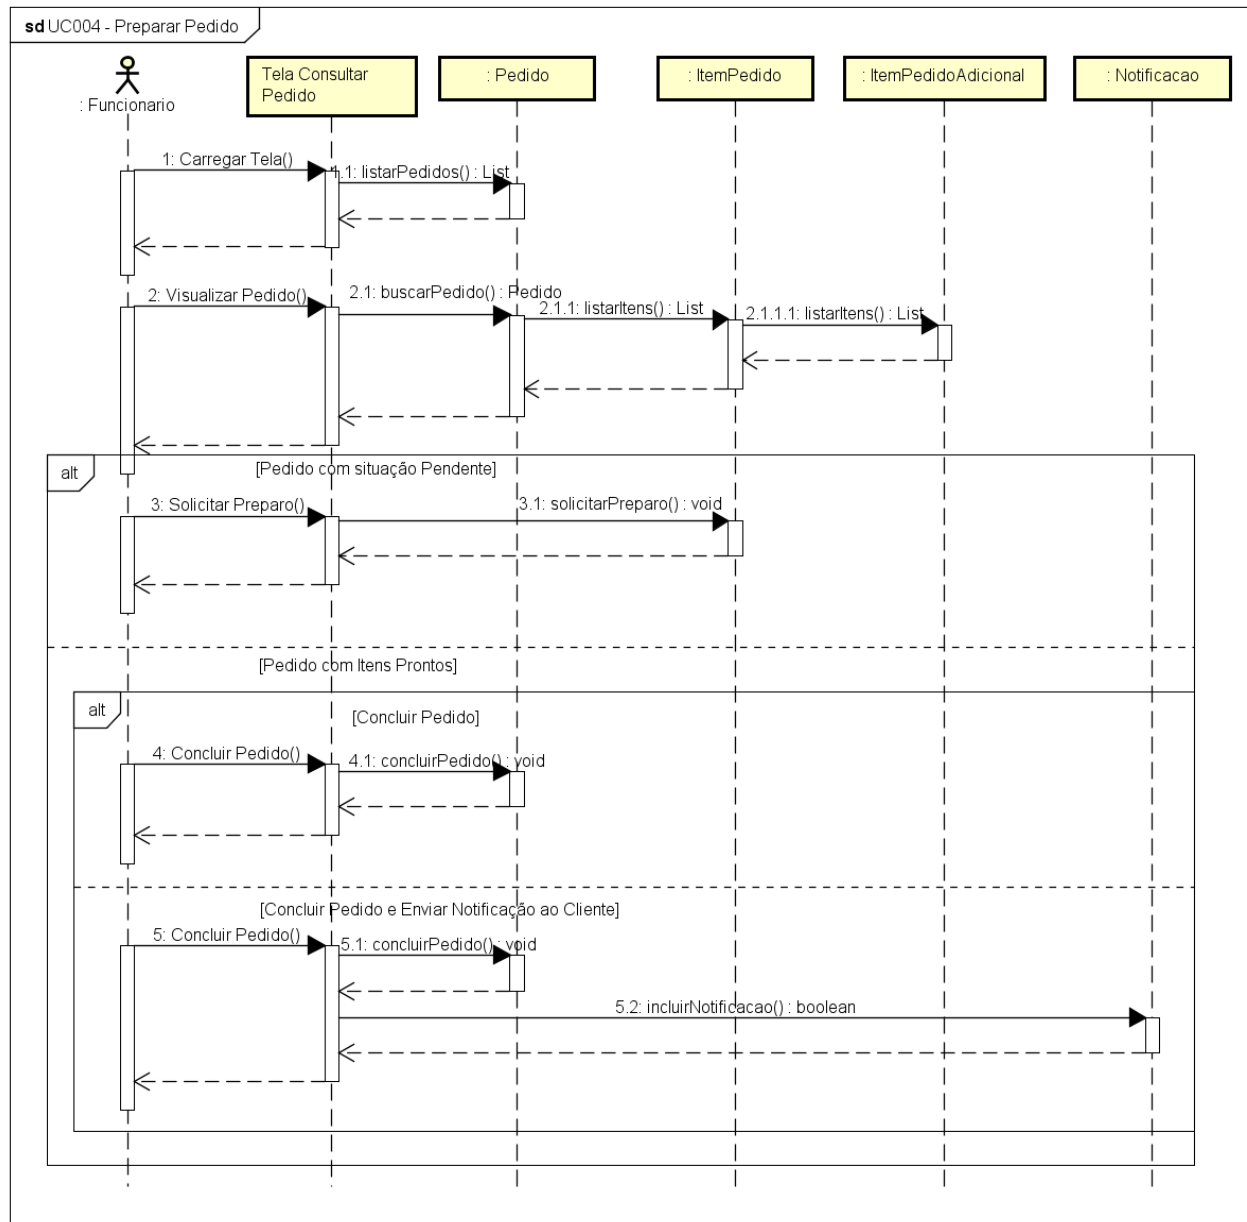 sd UC004 - Preparar Pedido
: Funcionario
Tela Consultar
Pedido
: Pedido
: ItemPedido
: ItemPedidoAdicional
: Notificacao
1: Carregar Tela()
1.1: listarPedidos() : List
2: Visualizar Pedido()
2.1: buscarPedido() : Pedido
2.1.1: listarItens() : List
2.1.1.1: listarItens() : List
alt
[Pedido com situação Pendente]
3: Solicitar Preparo()
3.1: solicitarPreparo() : void
[Pedido com Itens Prontos]
alt
[Concluir Pedido]
4: Concluir Pedido()
4.1: concluirPedido() : void
[Concluir Pedido e Enviar Notificação ao Cliente]
5: Concluir Pedido()
5.1: concluirPedido() : void
5.2: incluirNotificacao() : boolean